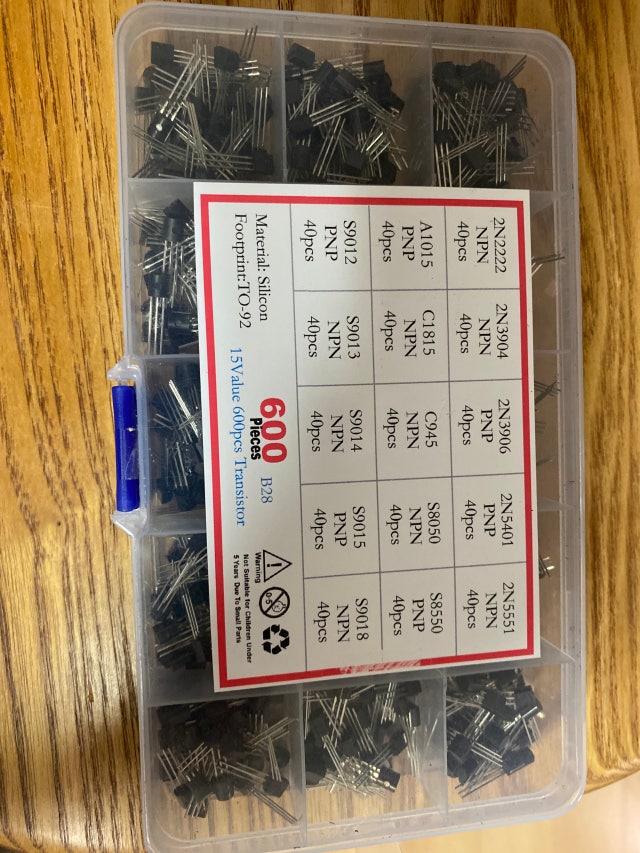 2N2222
NPN
40pcs
2N3904
NPN
40pcs
2N3906
PNP
40pcs
2N5401
PNP
40pcs
2N5551
NPN
40pcs
A1015
PNP
40pcs
C1815
NPN
40pcs
C945
NPN
40pcs
S8050
NPN
40pcs
S8550
PNP
40pcs
S9012
PNP
40pcs
S9013
NPN
40pcs
S9014
NPN
40pcs
S9015
PNP
40pcs
S9018
NPN
40pcs
Material: Silicon
Footprint:TO-92
600
Pieces
B28
15Value 600pcs Transistor
0-3
Warning
Not Suitable for Children Under
5 Years Due To Small Parts